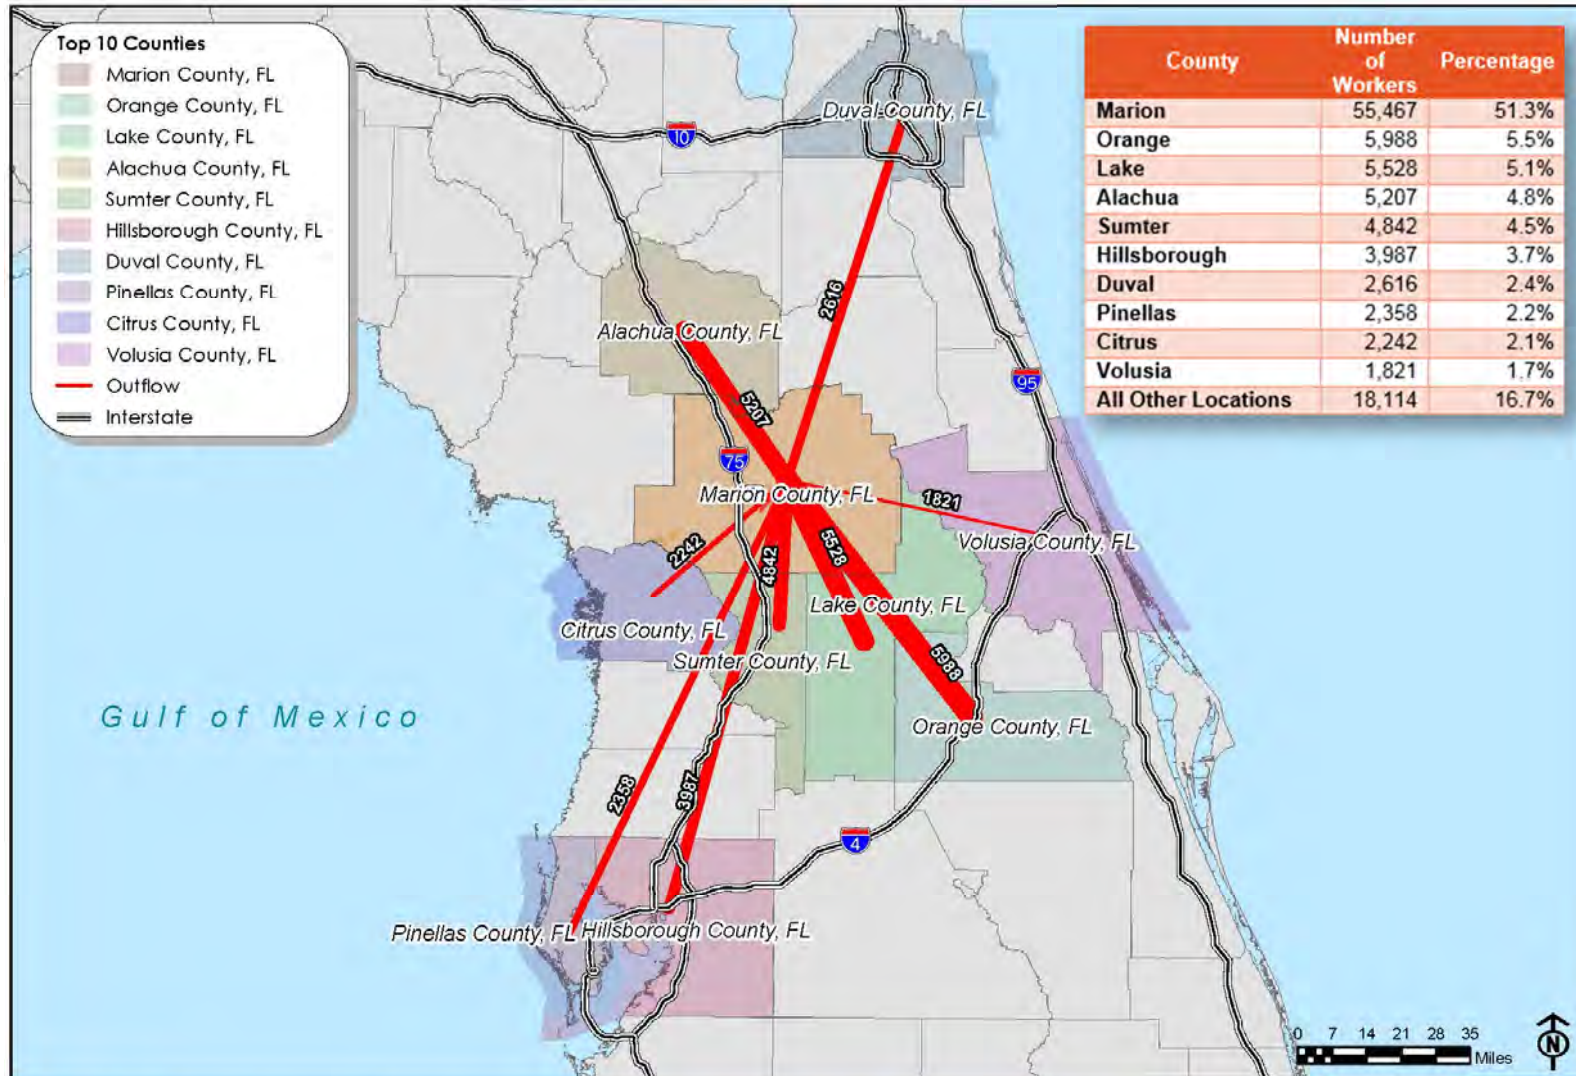 Top 10 Counties
Marion County, FL
Orange County, FL
Lake County, FL
Alachua County, FL
Sumter County, FL
Hillsborough County, FL
Duval County, FL
Pinellas County, FL
Citrus County, FL
Volusia County, FL
Outflow
Interstate
County Number of Workers Percentage
Marion 55,467 51.3%
Orange 5,988 5.5%
Lake 5,528 5.1%
Alachua 5,207 4.8%
Sumter 4,842 4.5%
Hillsborough 3,987 3.7%
Duval 2,616 2.4%
Pinellas 2,358 2.2%
Citrus 2,242 2.1%
Volusia 1,821 1.7%
All Other Locations 18,114 16.7%
Duval County, FL
10
2616
Alachua County, FL
95
5207
75
Marion County, FL
1821
Volusia County, FL
2242
4842
5528
Lake County, FL
Citrus County, FL
Sumter County, FL
5988
Gulf of Mexico
Orange County, FL
2358
3987
4
Pinellas County, FL
Hillsborough County, FL
0 7 14 21 28 35
Miles
N